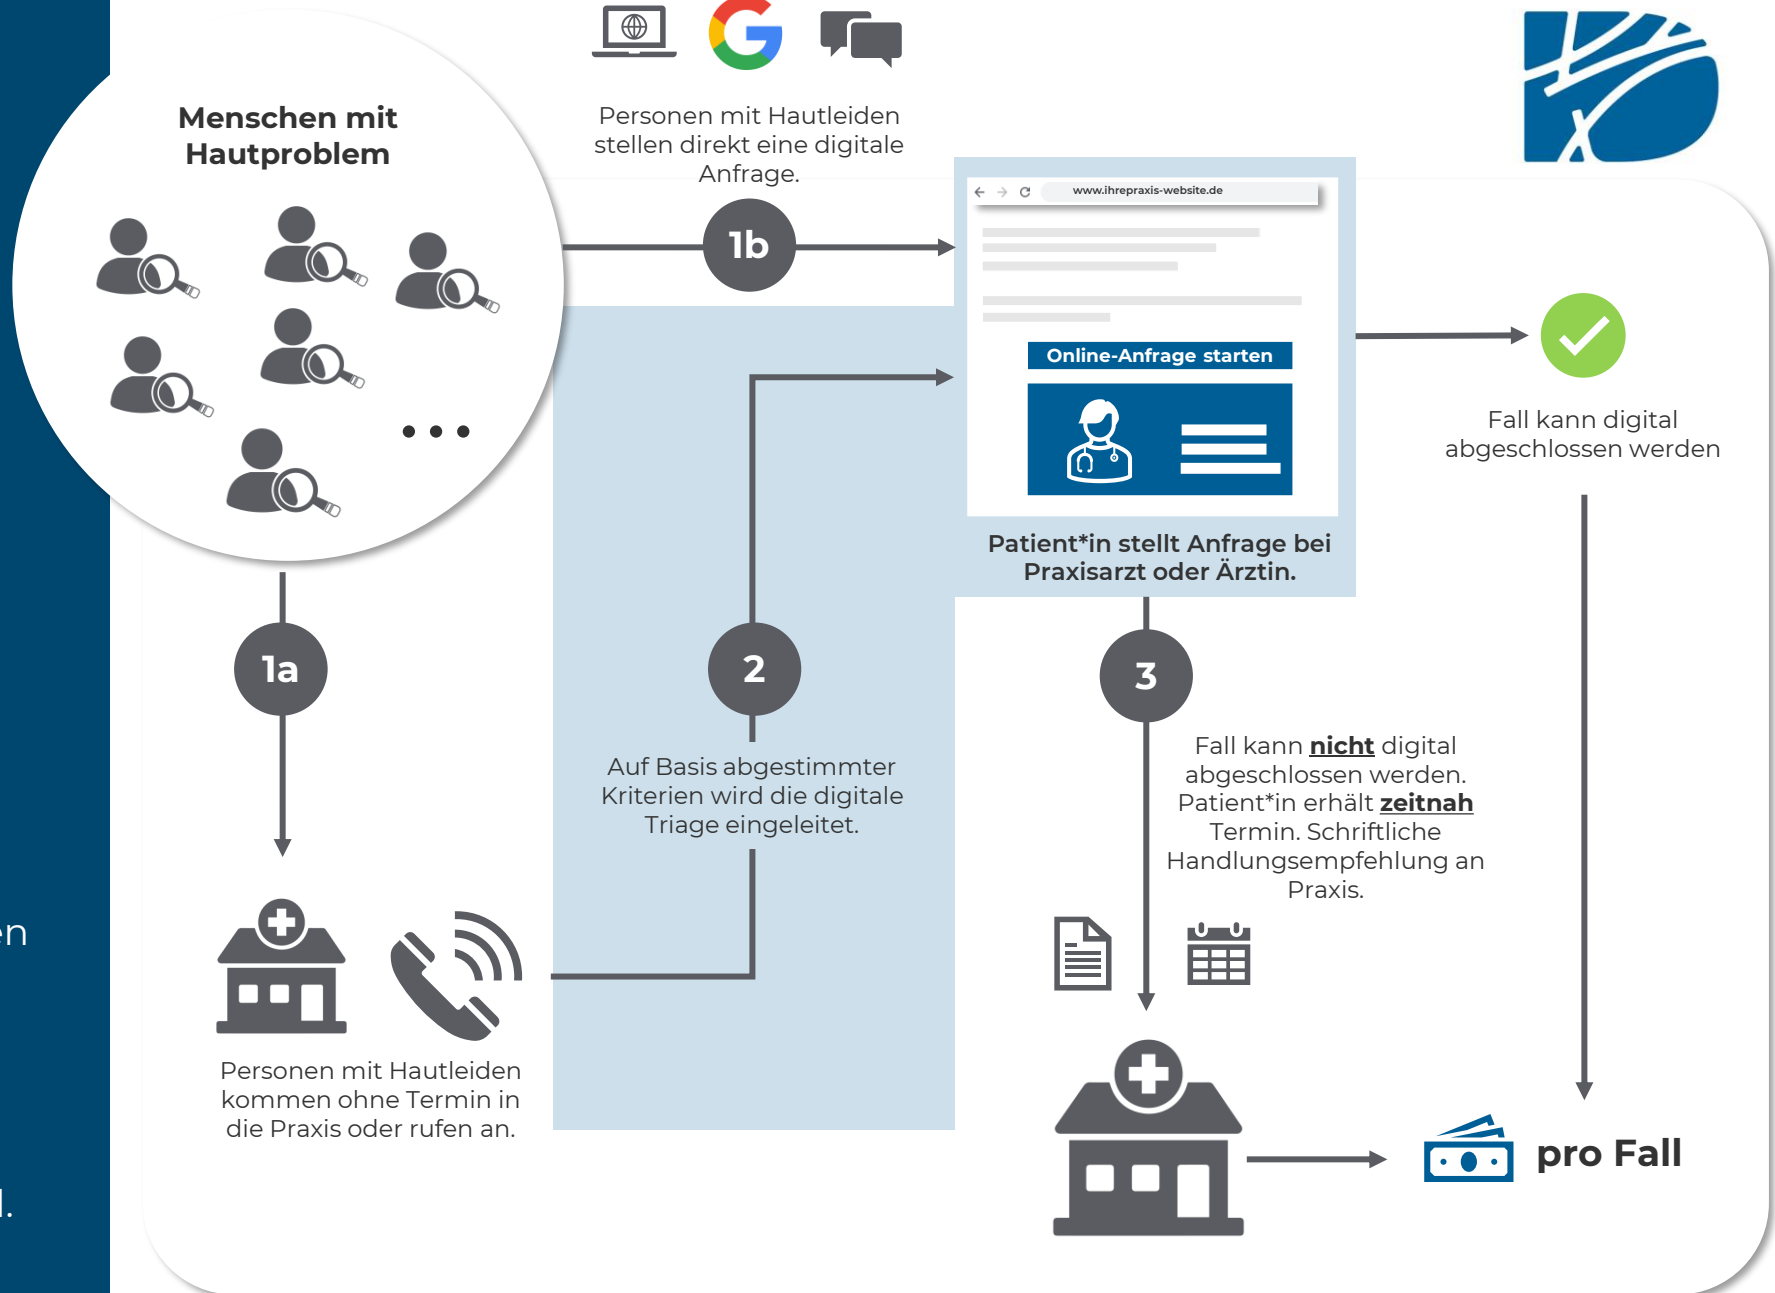 Menschen mit
Hautproblem
Personen mit Hautleiden
stellen direkt eine digitale
Anfrage.
1b
www.ihrepraxis-website.de
Online-Anfrage starten
Patient*in stellt Anfrage bei
Praxisarzt oder Ärztin.
Fall kann digital
abgeschlossen werden
1a
2
3
Auf Basis abgestimmter
Kriterien wird die digitale
Triage eingeleitet.
Fall kann nicht digital
abgeschlossen werden.
Patient*in erhält zeitnah
Termin. Schriftliche
Handlungsempfehlung an
Praxis.
Personen mit Hautleiden
kommen ohne Termin in
die Praxis oder rufen an.
pro Fall